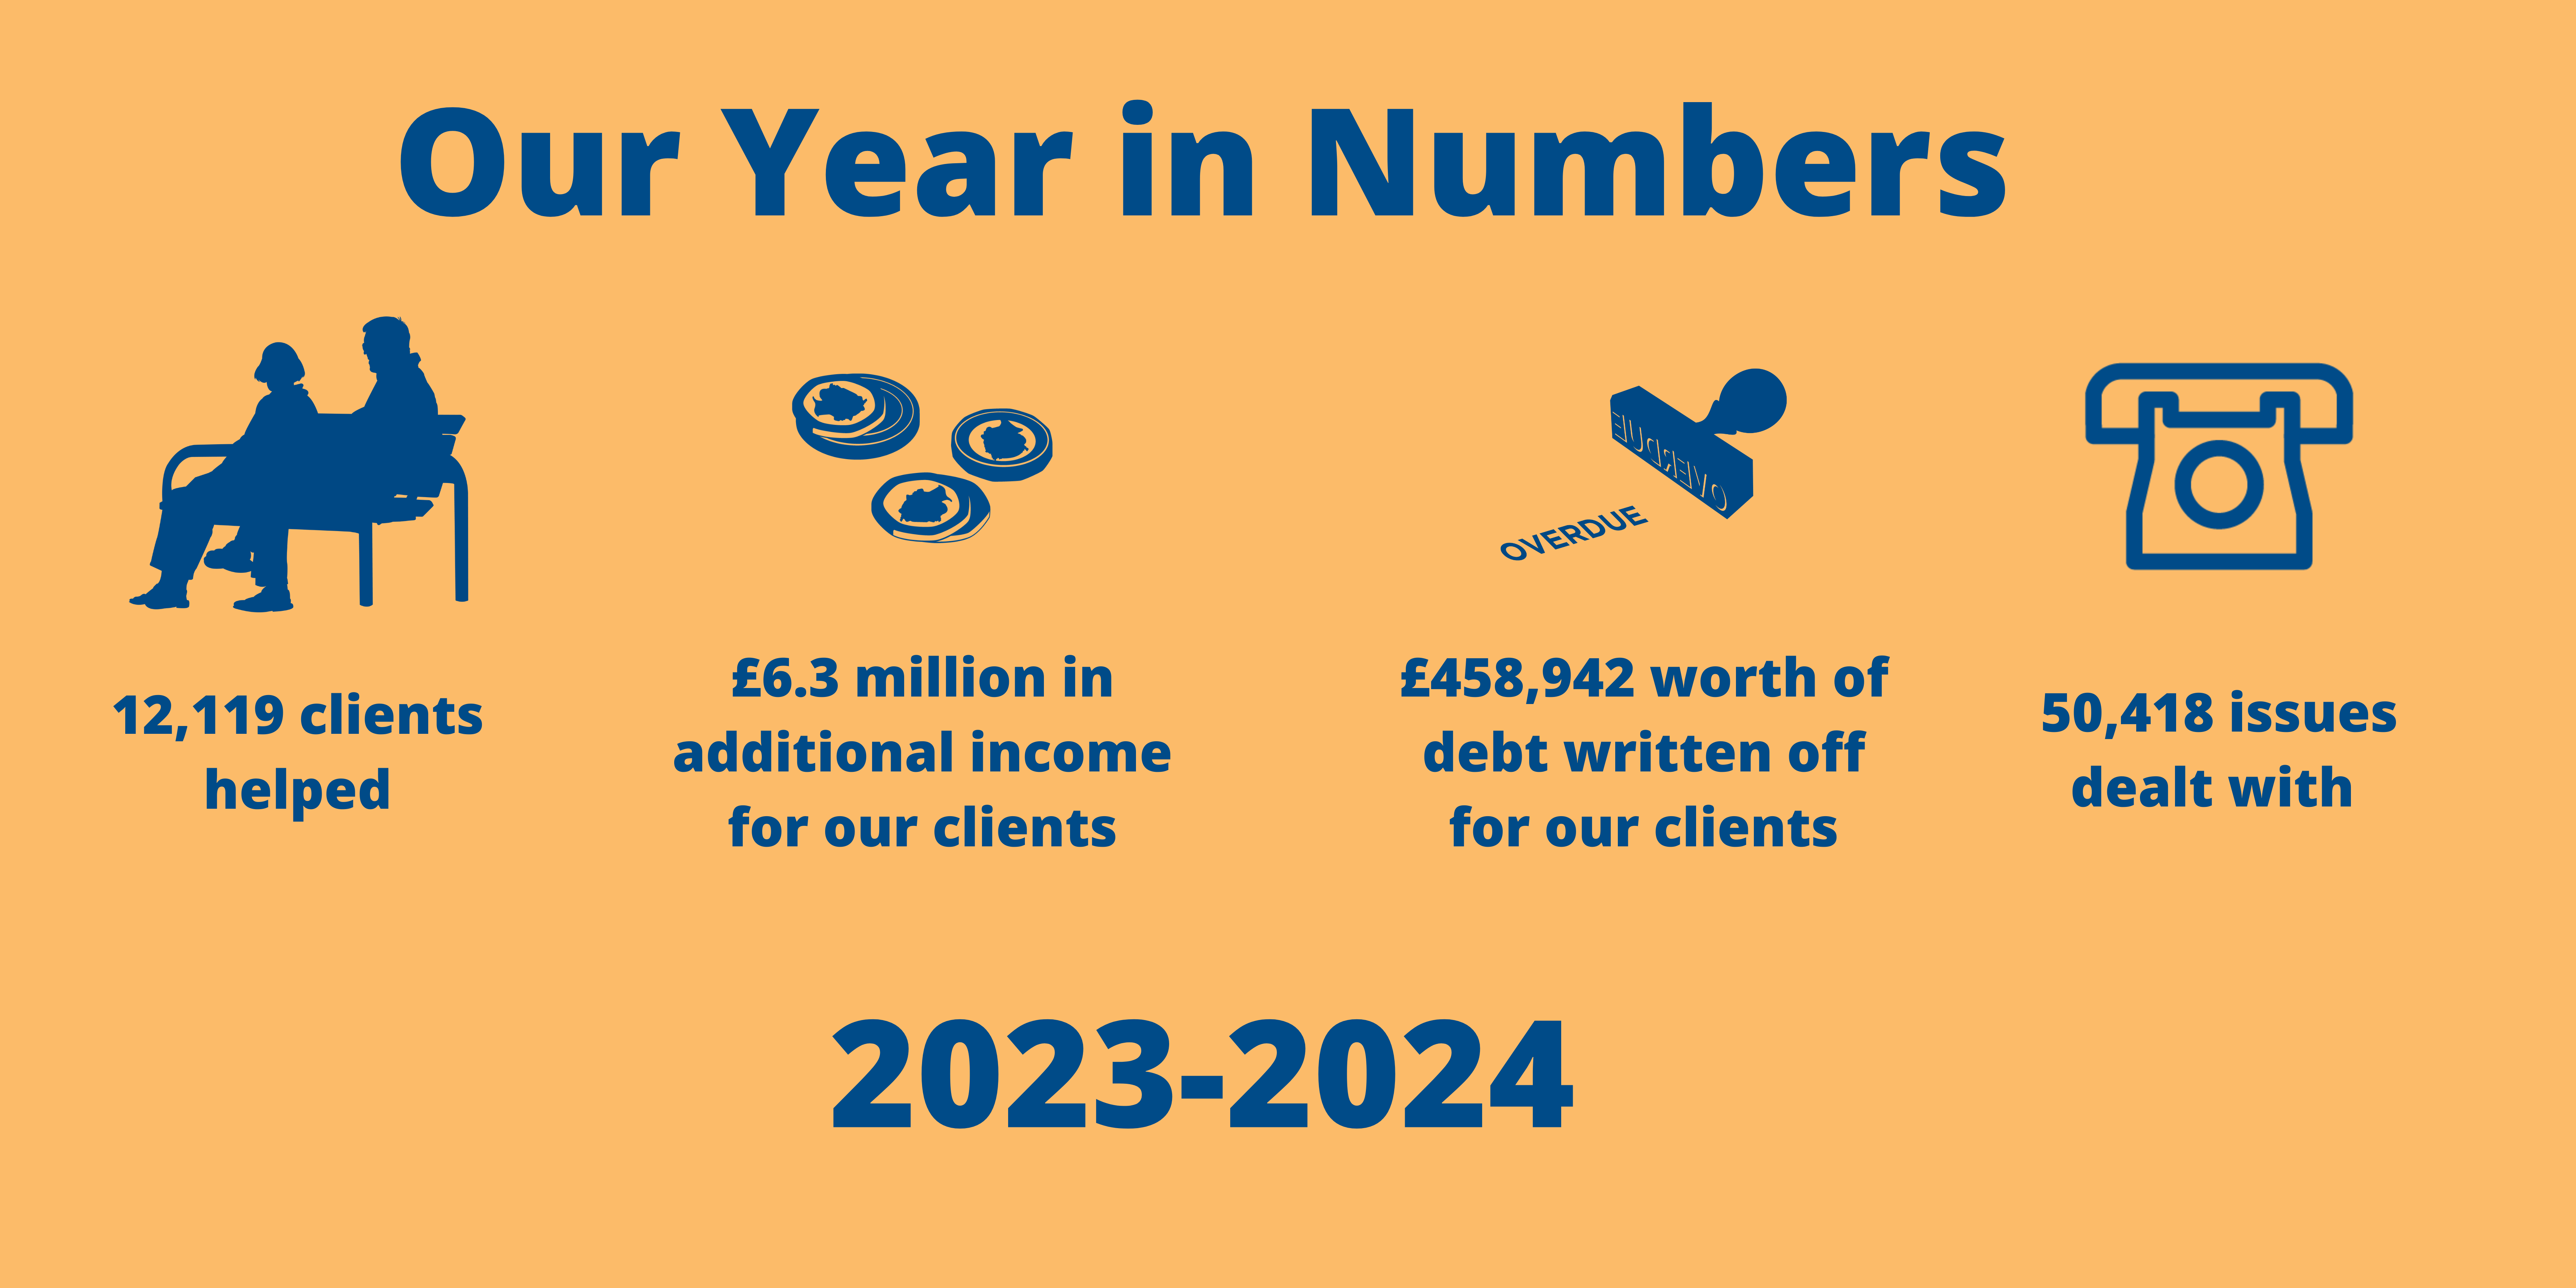 Our Year in Numbers
OVERDUE
OVERDUE
12,119 clients
helped
£6.3 million in
additional income
for our clients
£458,942 worth of
debt written off
for our clients
50,418 issues
dealt with
2023-2024